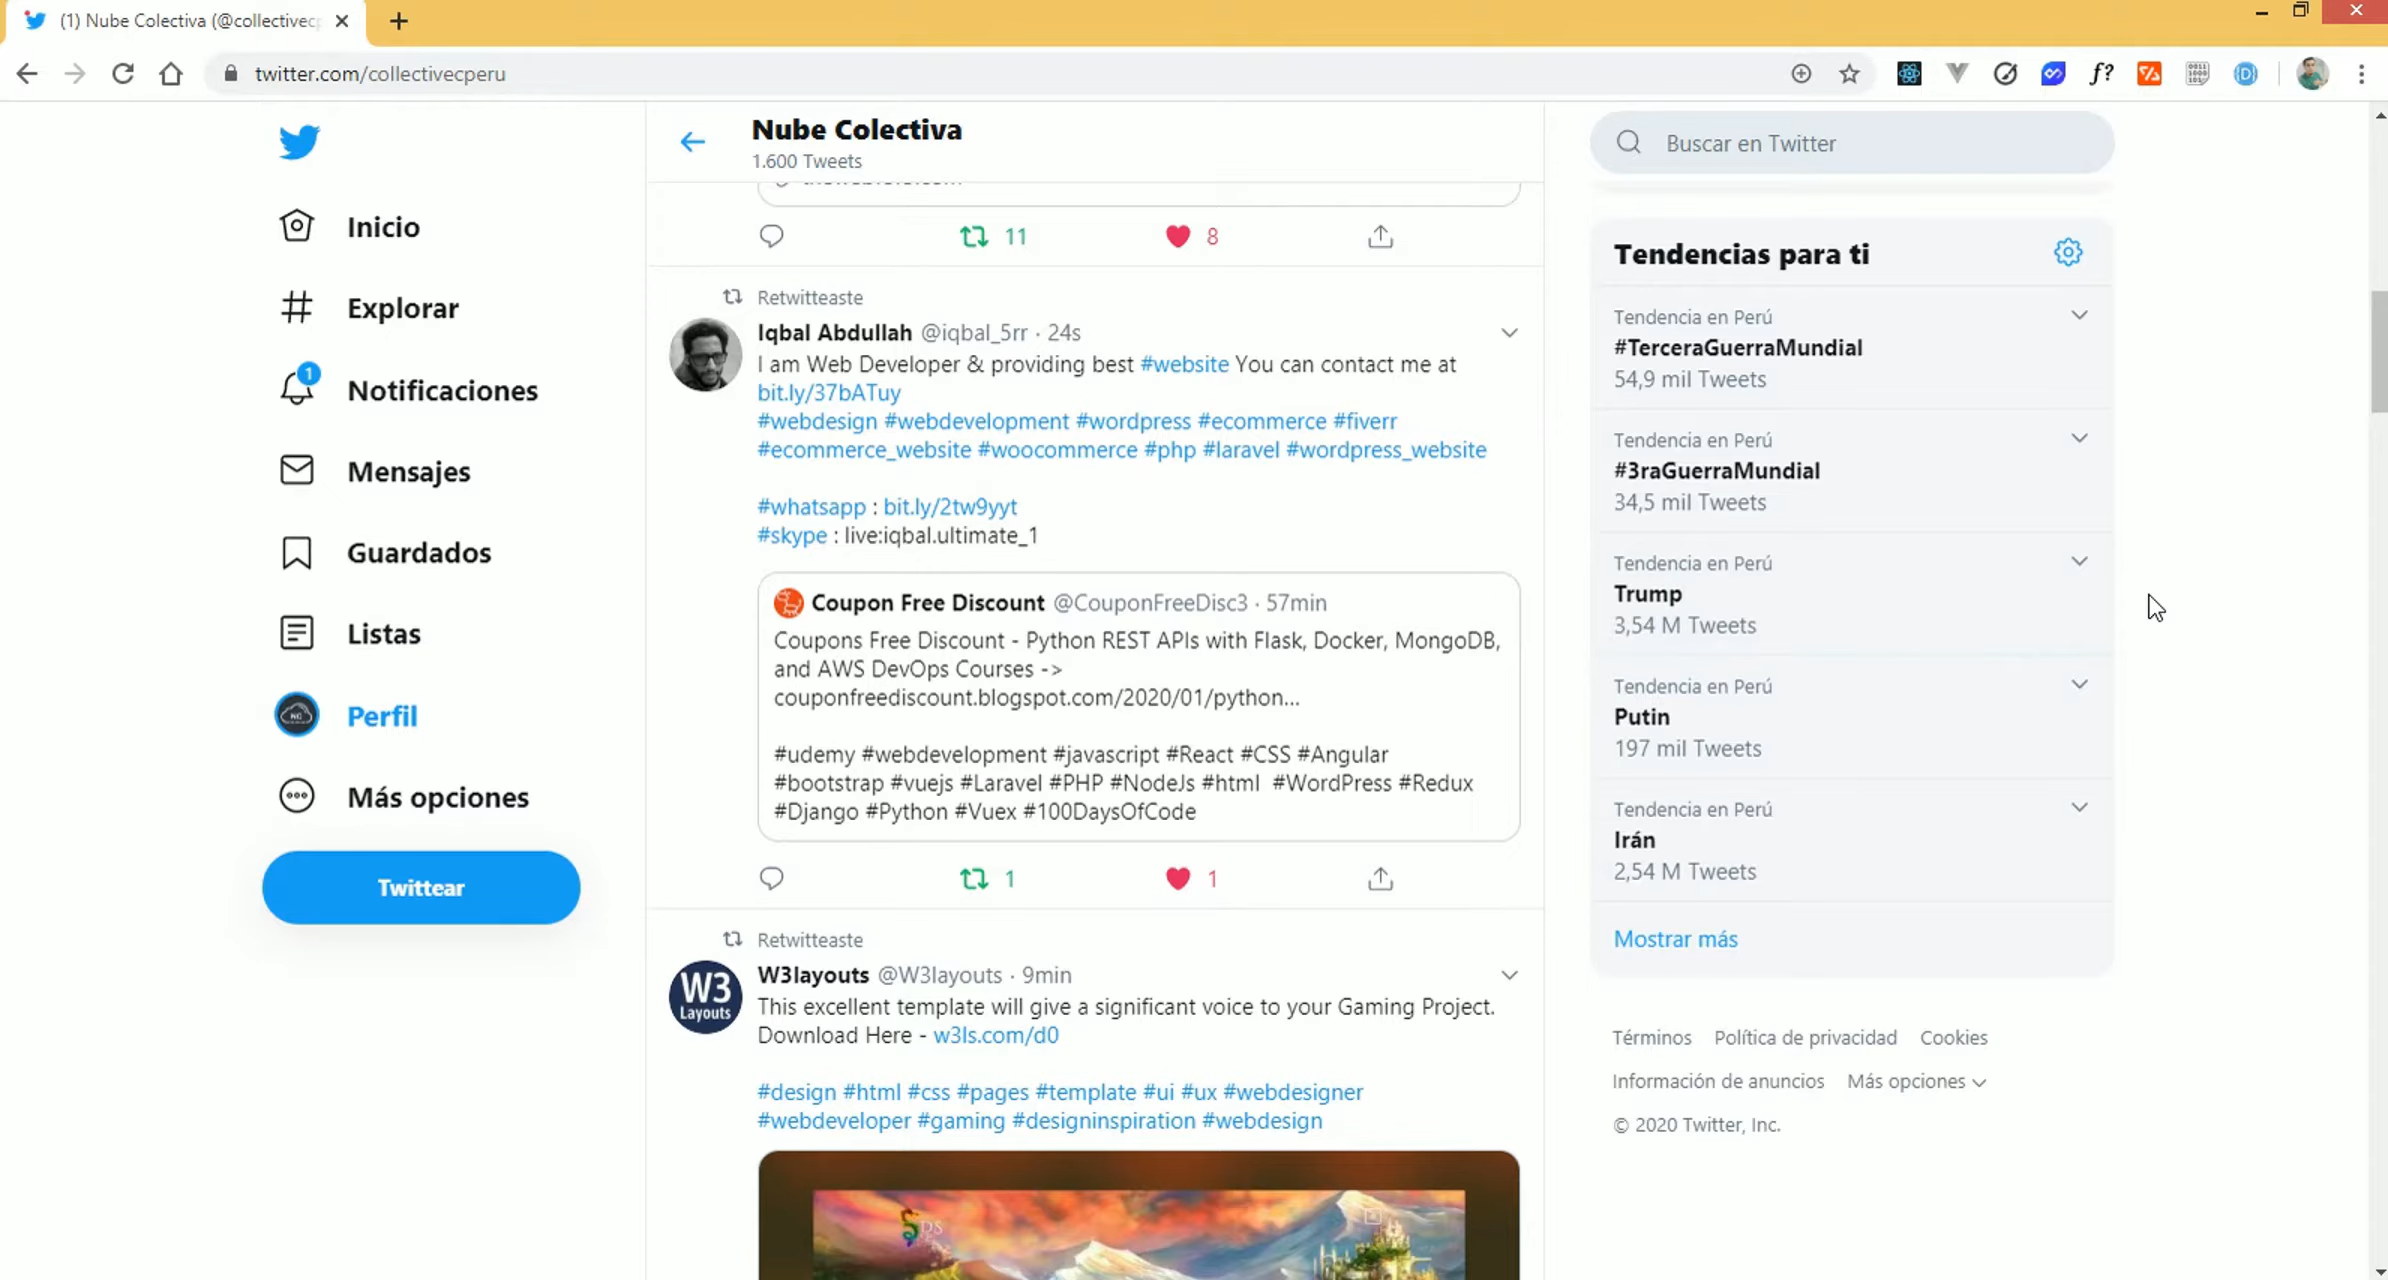 (1) Nube Colectiva (@collectivecp
twitter.com/collectivecperu
f?
Inicio
Explorar
1
Notificaciones
Mensajes
Guardados
Listas
NC
Perfil
Más opciones
Twittear
Nube Colectiva
1.600 Tweets
11
8
Retwitteaste
Iqbal Abdullah @iqbal_5rr · 24s
I am Web Developer & providing best #website You can contact me at
bit.ly/37bATuy
#webdesign #webdevelopment #wordpress #ecommerce #fiverr
#ecommerce_website #woocommerce #php #laravel #wordpress_website
#whatsapp : bit.ly/2tw9yyt
#skype : live:iqbal.ultimate_1
Coupon Free Discount @CouponFreeDisc3 · 57min
Coupons Free Discount - Python REST APIs with Flask, Docker, MongoDB,
and AWS DevOps Courses ->
couponfreediscount.blogspot.com/2020/01/python...
#udemy #webdevelopment #javascript #React #CSS #Angular
#bootstrap #vuejs #Laravel #PHP #NodeJs #html #WordPress #Redux
#Django #Python #Vuex #100DaysOfCode
1
1
Retwitteaste
W3layouts @W3layouts · 9min
W3
Layouts
This excellent template will give a significant voice to your Gaming Project.
Download Here - w3ls.com/d0
#design #html #css #pages #template #ui #ux #webdesigner
#webdeveloper #gaming #designinspiration #webdesign
Buscar en Twitter
Tendencias para ti
Tendencia en Perú
#TerceraGuerraMundial
54,9 mil Tweets
Tendencia en Perú
#3raGuerraMundial
34,5 mil Tweets
Tendencia en Perú
Trump
3,54 M Tweets
Tendencia en Perú
Putin
197 mil Tweets
Tendencia en Perú
Irán
2,54 M Tweets
Mostrar más
Términos Política de privacidad Cookies
Información de anuncios Más opciones
© 2020 Twitter, Inc.